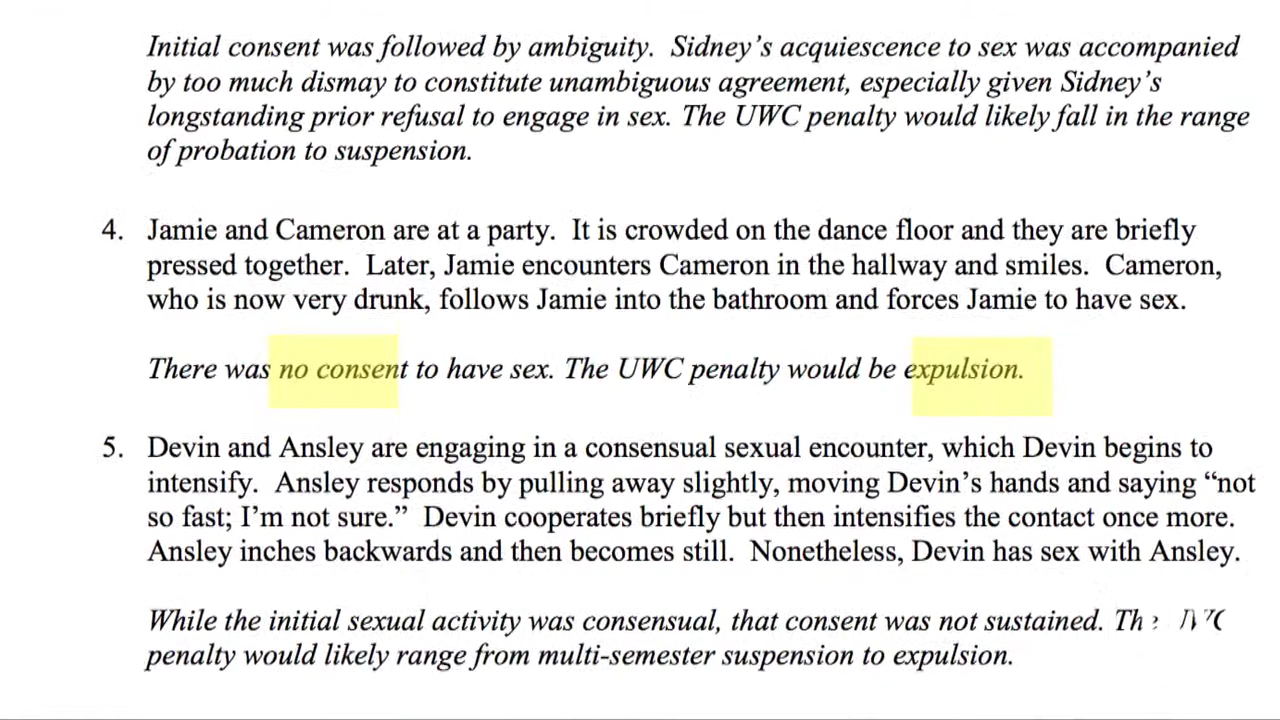 Initial consent was followed by ambiguity. Sidney's acquiescence to sex was accompanied
by too much dismay to constitute unambiguous agreement, especially given Sidney's
longstanding prior refusal to engage in sex. The UWC penalty would likely fall in the range
of probation to suspension.
4. Jamie and Cameron are at a party. It is crowded on the dance floor and they are briefly
pressed together. Later, Jamie encounters Cameron in the hallway and smiles. Cameron,
who is now very drunk, follows Jamie into the bathroom and forces Jamie to have sex.
There was no consent to have sex. The UWC penalty would be expulsion.
5. Devin and Ansley are engaging in a consensual sexual encounter, which Devin begins to
intensify. Ansley responds by pulling away slightly, moving Devin's hands and saying “not
so fast; I'm not sure.” Devin cooperates briefly but then intensifies the contact once more.
Ansley inches backwards and then becomes still. Nonetheless, Devin has sex with Ansley.
While the initial sexual activity was consensual, that consent was not sustained.
penalty would likely range from multi-semester suspension to expulsion.